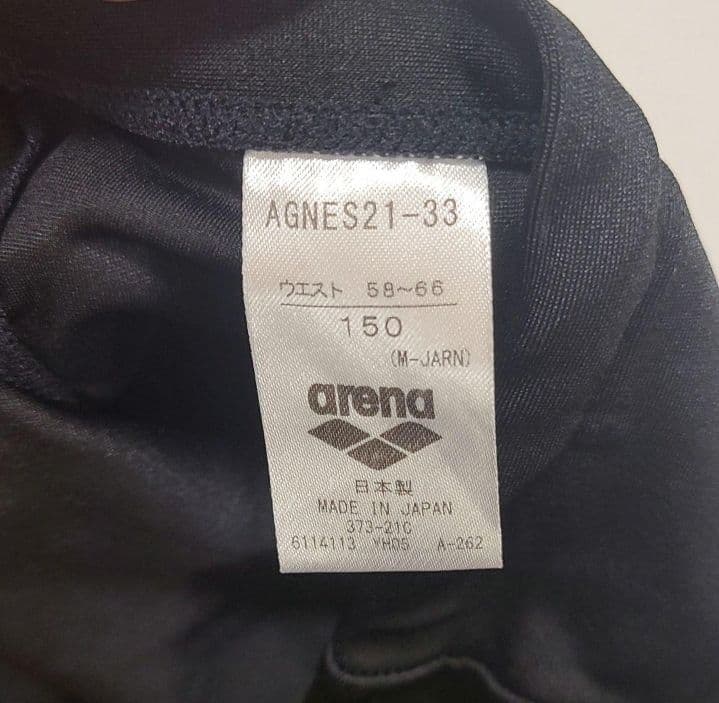 AGNES21-33
ウエスト 58~66
150
(M-JARN)
arena
日本製
MADE IN JAPAN
373-21C
6114113 YH05 A-262